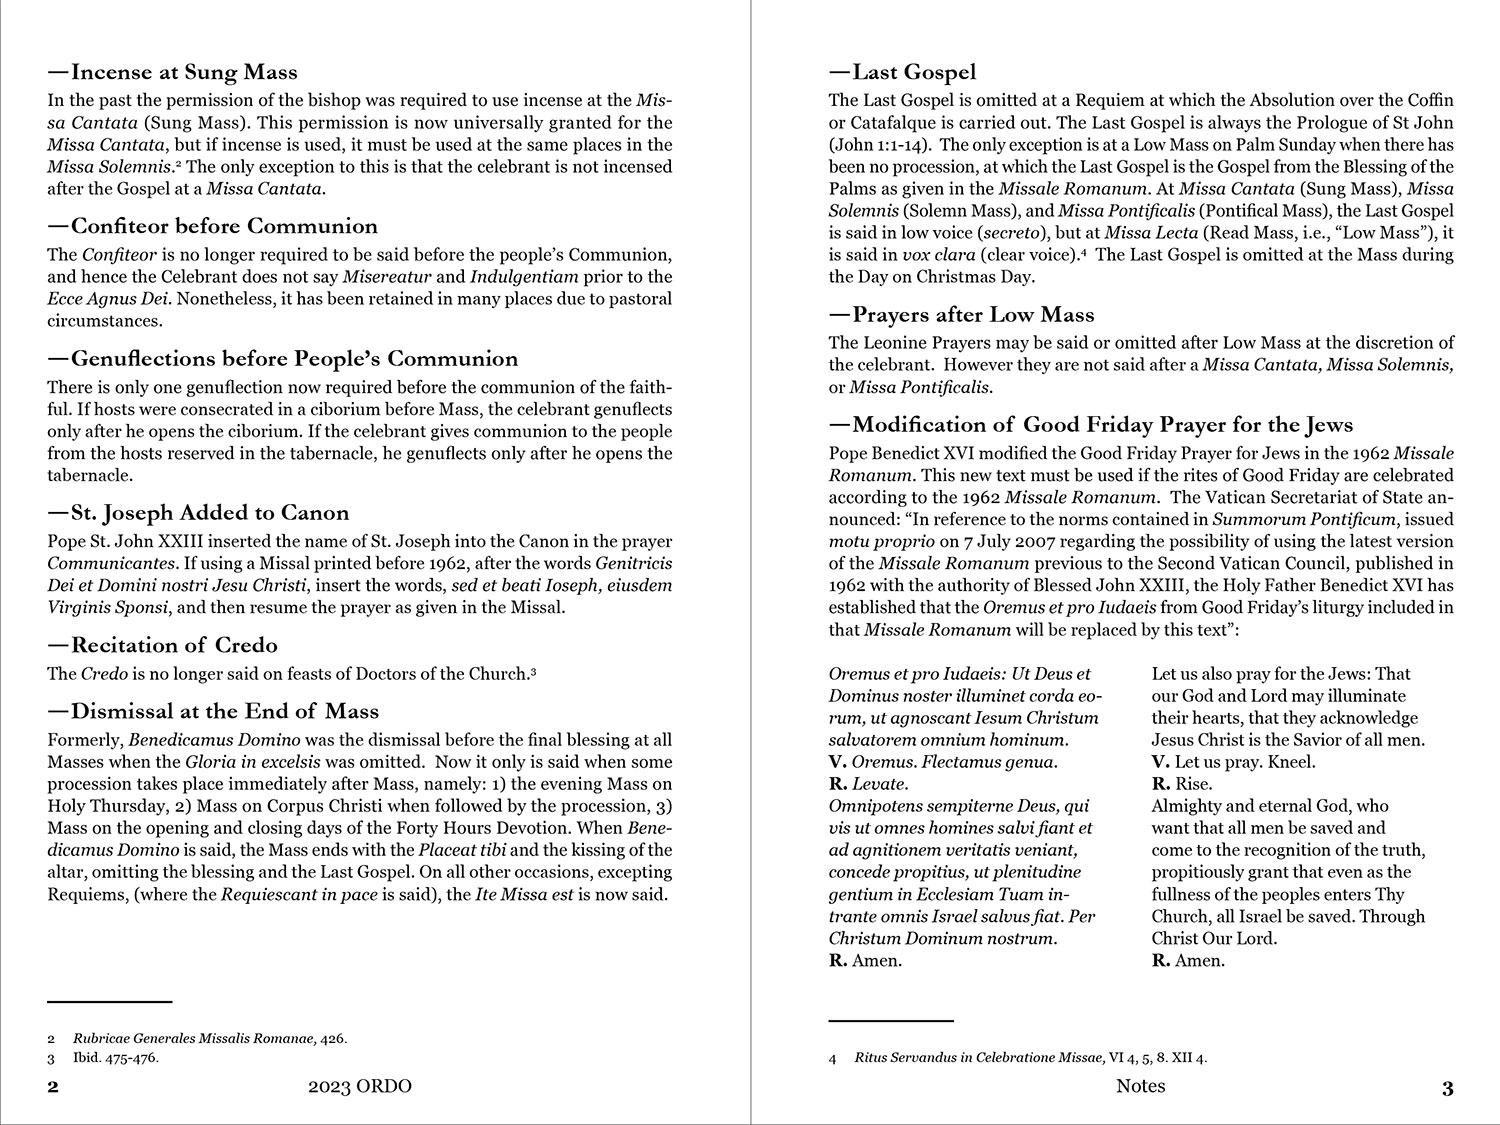 —Incense at Sung Mass
In the past the permission of the bishop was required to use incense at the Mis-
sa Cantata (Sung Mass). This permission is now universally granted for the
Missa Cantata, but if incense is used, it must be used at the same places in the
Missa Solemnis.² The only exception to this is that the celebrant is not incensed
after the Gospel at a Missa Cantata.
—Confiteor before Communion
The Confiteor is no longer required to be said before the people’s Communion,
and hence the Celebrant does not say Misereatur and Indulgentiam prior to the
Ecce Agnus Dei. Nonetheless, it has been retained in many places due to pastoral
circumstances.
—Genuflections before People’s Communion
There is only one genuflection now required before the communion of the faith-
ful. If hosts were consecrated in a ciborium before Mass, the celebrant genuflects
only after he opens the ciborium. If the celebrant gives communion to the people
from the hosts reserved in the tabernacle, he genuflects only after he opens the
tabernacle.
—St. Joseph Added to Canon
Pope St. John XXIII inserted the name of St. Joseph into the Canon in the prayer
Communicantes. If using a Missal printed before 1962, after the words Genitricis
Dei et Domini nostri Jesu Christi, insert the words, sed et beati Ioseph, eiusdem
Virginis Sponsi, and then resume the prayer as given in the Missal.
—Recitation of Credo
The Credo is no longer said on feasts of Doctors of the Church.³
—Dismissal at the End of Mass
Formerly, Benedicamus Domino was the dismissal before the final blessing at all
Masses when the Gloria in excelsis was omitted.  Now it only is said when some
procession takes place immediately after Mass, namely: 1) the evening Mass on
Holy Thursday, 2) Mass on Corpus Christi when followed by the procession, 3)
Mass on the opening and closing days of the Forty Hours Devotion. When Bene-
dicamus Domino is said, the Mass ends with the Placeat tibi and the kissing of the
altar, omitting the blessing and the Last Gospel. On all other occasions, excepting
Requiems, (where the Requiescant in pace is said), the Ite Missa est is now said.
2 Rubricae Generales Missalis Romanae, 426.
3 Ibid. 475-476.
2 2023 ORDO
—Last Gospel
The Last Gospel is omitted at a Requiem at which the Absolution over the Coffin
or Catafalque is carried out. The Last Gospel is always the Prologue of St John
(John 1:1-14).  The only exception is at a Low Mass on Palm Sunday when there has
been no procession, at which the Last Gospel is the Gospel from the Blessing of the
Palms as given in the Missale Romanum. At Missa Cantata (Sung Mass), Missa
Solemnis (Solemn Mass), and Missa Pontificalis (Pontifical Mass), the Last Gospel
is said in low voice (secreto), but at Missa Lecta (Read Mass, i.e., “Low Mass”), it
is said in vox clara (clear voice).⁴  The Last Gospel is omitted at the Mass during
the Day on Christmas Day.
—Prayers after Low Mass
The Leonine Prayers may be said or omitted after Low Mass at the discretion of
the celebrant.  However they are not said after a Missa Cantata, Missa Solemnis,
or Missa Pontificalis.
—Modification of Good Friday Prayer for the Jews
Pope Benedict XVI modified the Good Friday Prayer for Jews in the 1962 Missale
Romanum. This new text must be used if the rites of Good Friday are celebrated
according to the 1962 Missale Romanum.  The Vatican Secretariat of State an-
nounced: “In reference to the norms contained in Summorum Pontificum, issued
motu proprio on 7 July 2007 regarding the possibility of using the latest version
of the Missale Romanum previous to the Second Vatican Council, published in
1962 with the authority of Blessed John XXIII, the Holy Father Benedict XVI has
established that the Oremus et pro Iudaeis from Good Friday’s liturgy included in
that Missale Romanum will be replaced by this text”:
Oremus et pro Iudaeis: Ut Deus et
Dominus noster illuminet corda eo-
rum, ut agnoscant Iesum Christum
salvatorem omnium hominum.
V. Oremus. Flectamus genua.
R. Levate.
Omnipotens sempiterne Deus, qui
vis ut omnes homines salvi fiant et
ad agnitionem veritatis veniant,
concede propitius, ut plenitudine
gentium in Ecclesiam Tuam in-
trante omnis Israel salvus fiat. Per
Christum Dominum nostrum.
R. Amen.
Let us also pray for the Jews: That
our God and Lord may illuminate
their hearts, that they acknowledge
Jesus Christ is the Savior of all men.
V. Let us pray. Kneel.
R. Rise.
Almighty and eternal God, who
want that all men be saved and
come to the recognition of the truth,
propitiously grant that even as the
fullness of the peoples enters Thy
Church, all Israel be saved. Through
Christ Our Lord.
R. Amen.
4 Ritus Servandus in Celebratione Missae, VI 4, 5, 8. XII 4.
Notes 3